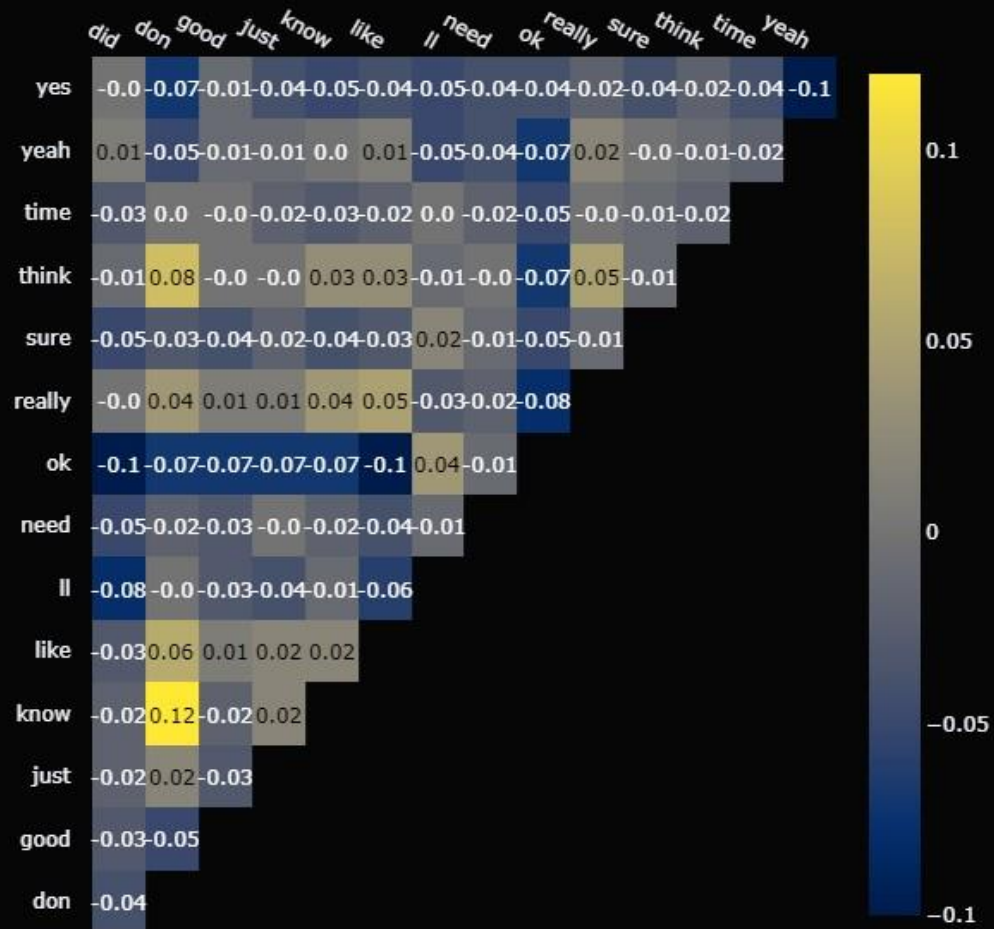 did don good just know like ll need ok really sure think time yeah
yes -0.0 -0.07 -0.01 -0.04 -0.05 -0.04 -0.05 -0.04 -0.04 -0.02 -0.04 -0.02 -0.04 -0.1
yeah 0.01 -0.05 -0.01 -0.01 0.0 0.01 -0.05 -0.04 -0.07 0.02 -0.0 -0.01 -0.02
0.1
time -0.03 0.0 -0.0 -0.02 -0.03 -0.02 0.0 -0.02 -0.05 -0.0 -0.01 -0.02
think -0.01 0.08 -0.0 -0.0 0.03 0.03 -0.01 -0.0 -0.07 0.05 -0.01
sure -0.05 -0.03 -0.04 -0.02 -0.04 -0.03 0.02 -0.01 -0.05 -0.01
0.05
really -0.0 0.04 0.01 0.01 0.04 0.05 -0.03 -0.02 -0.08
ok -0.1 -0.07 -0.07 -0.07 -0.07 -0.1 0.04 -0.01
need -0.05 -0.02 -0.03 -0.0 -0.02 -0.04 -0.01
0
ll -0.08 -0.0 -0.03 -0.04 -0.01 -0.06
like -0.03 0.06 0.01 0.02 0.02
know -0.02 0.12 -0.02 0.02
−0.05
just -0.02 0.02 -0.03
good -0.03 -0.05
don -0.04
−0.1